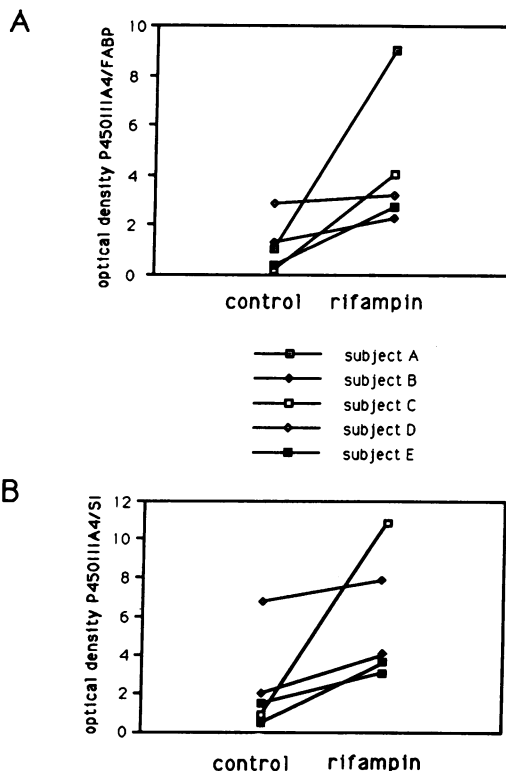 A
optical density P450IIIA4/FABP
10
8
6
4
2
0
control rifampin
subject A
subject B
subject C
subject D
subject E
B
optical density P450IIIA4/SI
12
10
8
6
4
2
0
control rifampin